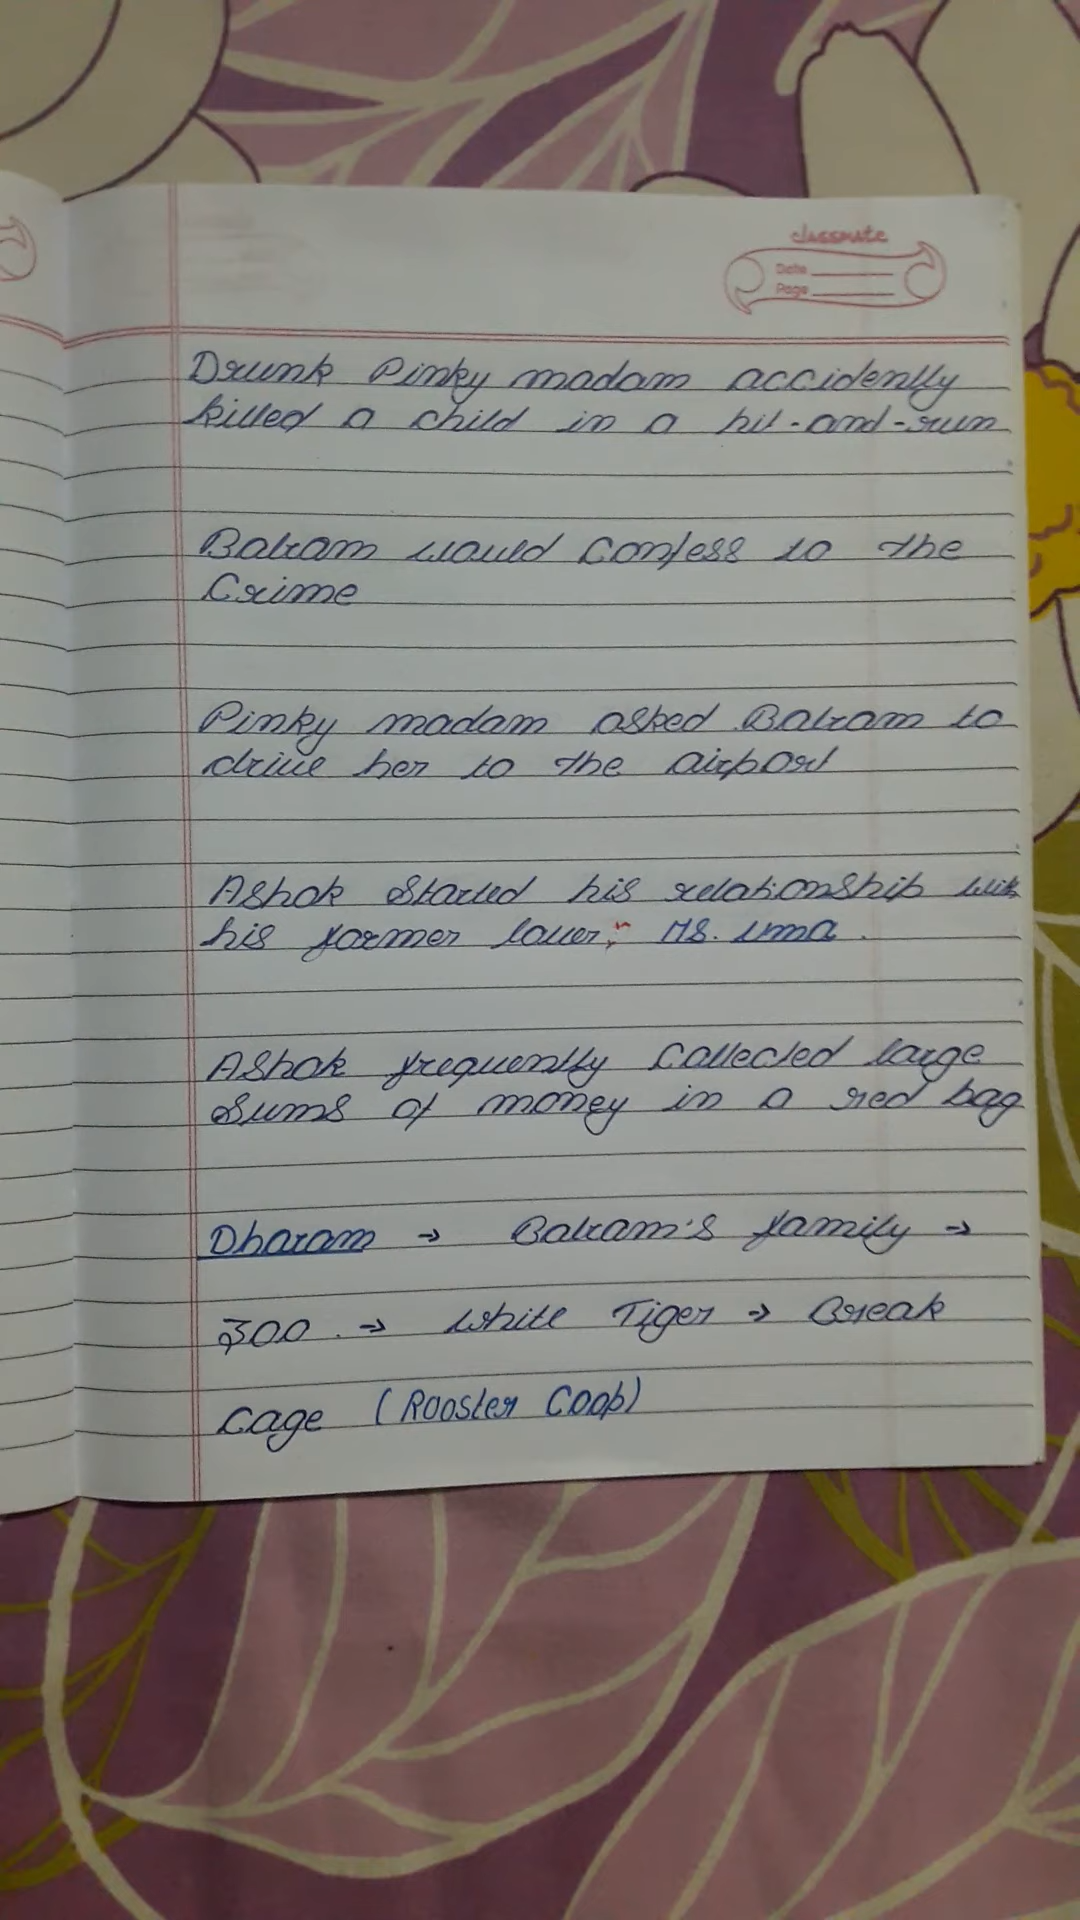 classmate
Date
Page
Drunk Pinky madam accidently
killed a child in a hit-and-run
Balram would Confess to the
Crime
Pinky madam asked Balram to
drive her to the airport
Ashok Started his relationship with
his former lover, Ms. Uma.
Ashok frequently Collected large
Sums of money in a red bag
Dharam → Balram's family →
300 → White Tiger → Break
Cage (Rooster Coop)